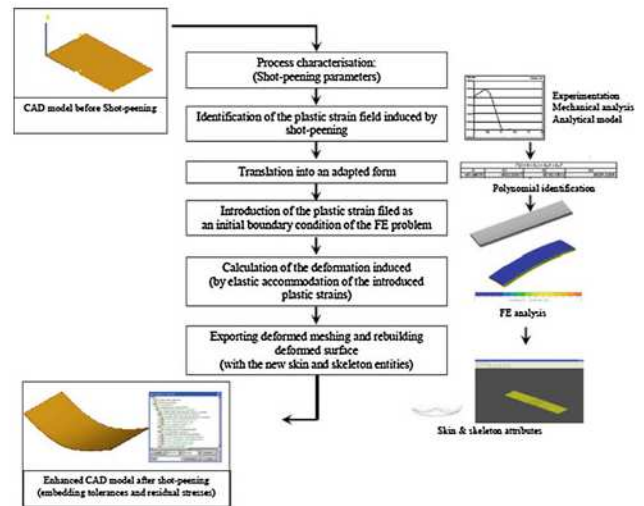 CAD model before Shot-peening
Process characterisation:
(Shot-peening parameters)
Identification of the plastic strain field induced by
shot-peening
Translation into an adapted form
Introduction of the plastic strain filed as
an initial boundary condition of the FE problem
Calculation of the deformation induced
(by elastic accommodation of the introduced
plastic strains)
Exporting deformed meshing and rebuilding
deformed surface
(with the new skin and skeleton entities)
Enhanced CAD model after shot-peening
(embedding tolerances and residual stresses)
Experimentation
Mechanical analysis
Analytical model
Polynomial identification
FE analysis
Skin & skeleton attributes